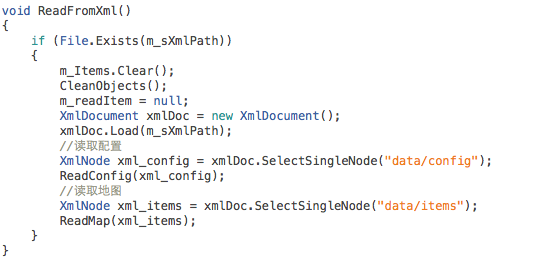 void ReadFromXml()
{
    if (File.Exists(m_sXmlPath))
    {
        m_Items.Clear();
        CleanObjects();
        m_readItem = null;
        XmlDocument xmlDoc = new XmlDocument();
        xmlDoc.Load(m_sXmlPath);
        //读取配置
        XmlNode xml_config = xmlDoc.SelectSingleNode("data/config");
        ReadConfig(xml_config);
        //读取地图
        XmlNode xml_items = xmlDoc.SelectSingleNode("data/items");
        ReadMap(xml_items);
    }
}